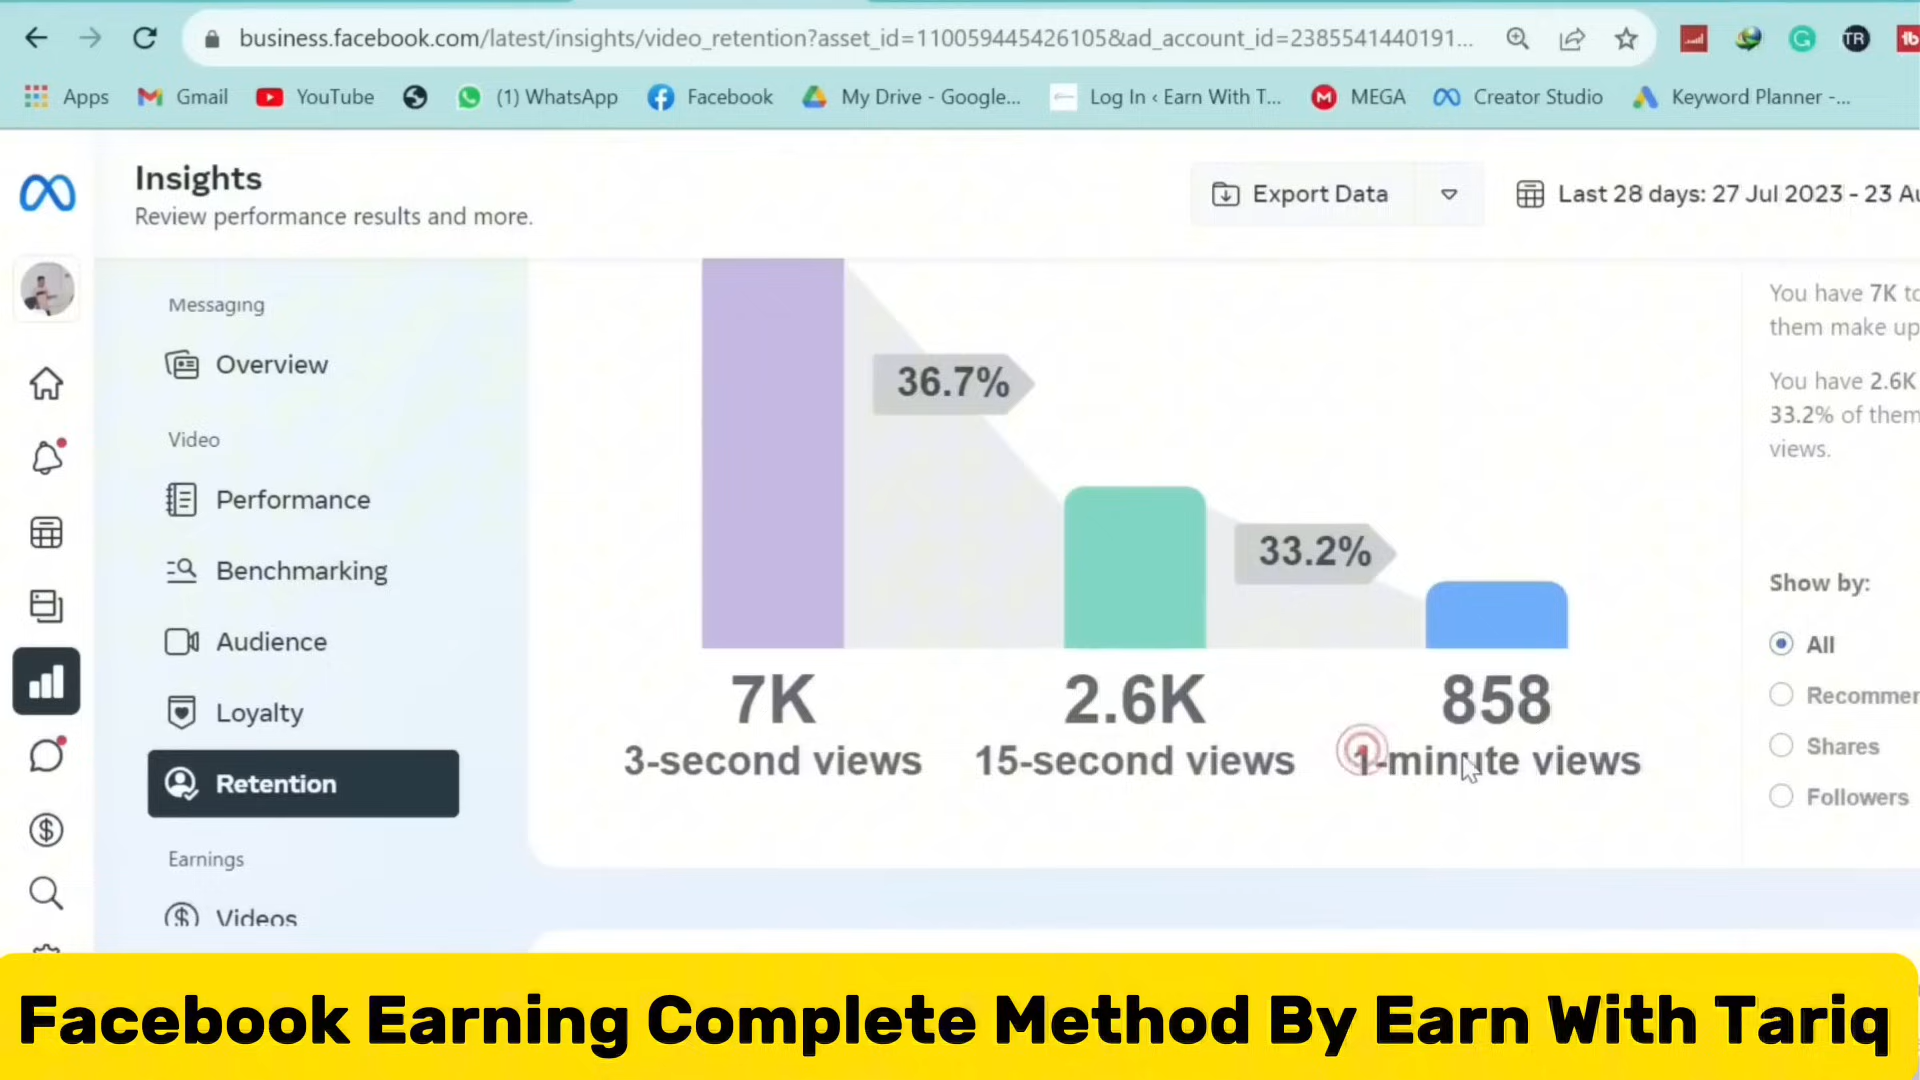 business.facebook.com/latest/insights/video_retention?asset_id=110059445426105&ad_account_id=2385541440191...
TR
Apps
Gmail
YouTube
(1) WhatsApp
Facebook
My Drive - Google...
Log In ‹ Earn With T...
MEGA
Creator Studio
Keyword Planner -...
Insights
Review performance results and more.
Export Data
Last 28 days: 27 Jul 2023 - 23 Au
Messaging
Overview
Video
Performance
Benchmarking
Audience
Loyalty
Retention
Earnings
Videos
36.7%
33.2%
7K
3-second views
2.6K
15-second views
858
1-minute views
You have 7K to
them make up
You have 2.6K
33.2% of them
views.
Show by:
All
Recommen
Shares
Followers
Facebook Earning Complete Method By Earn With Tariq